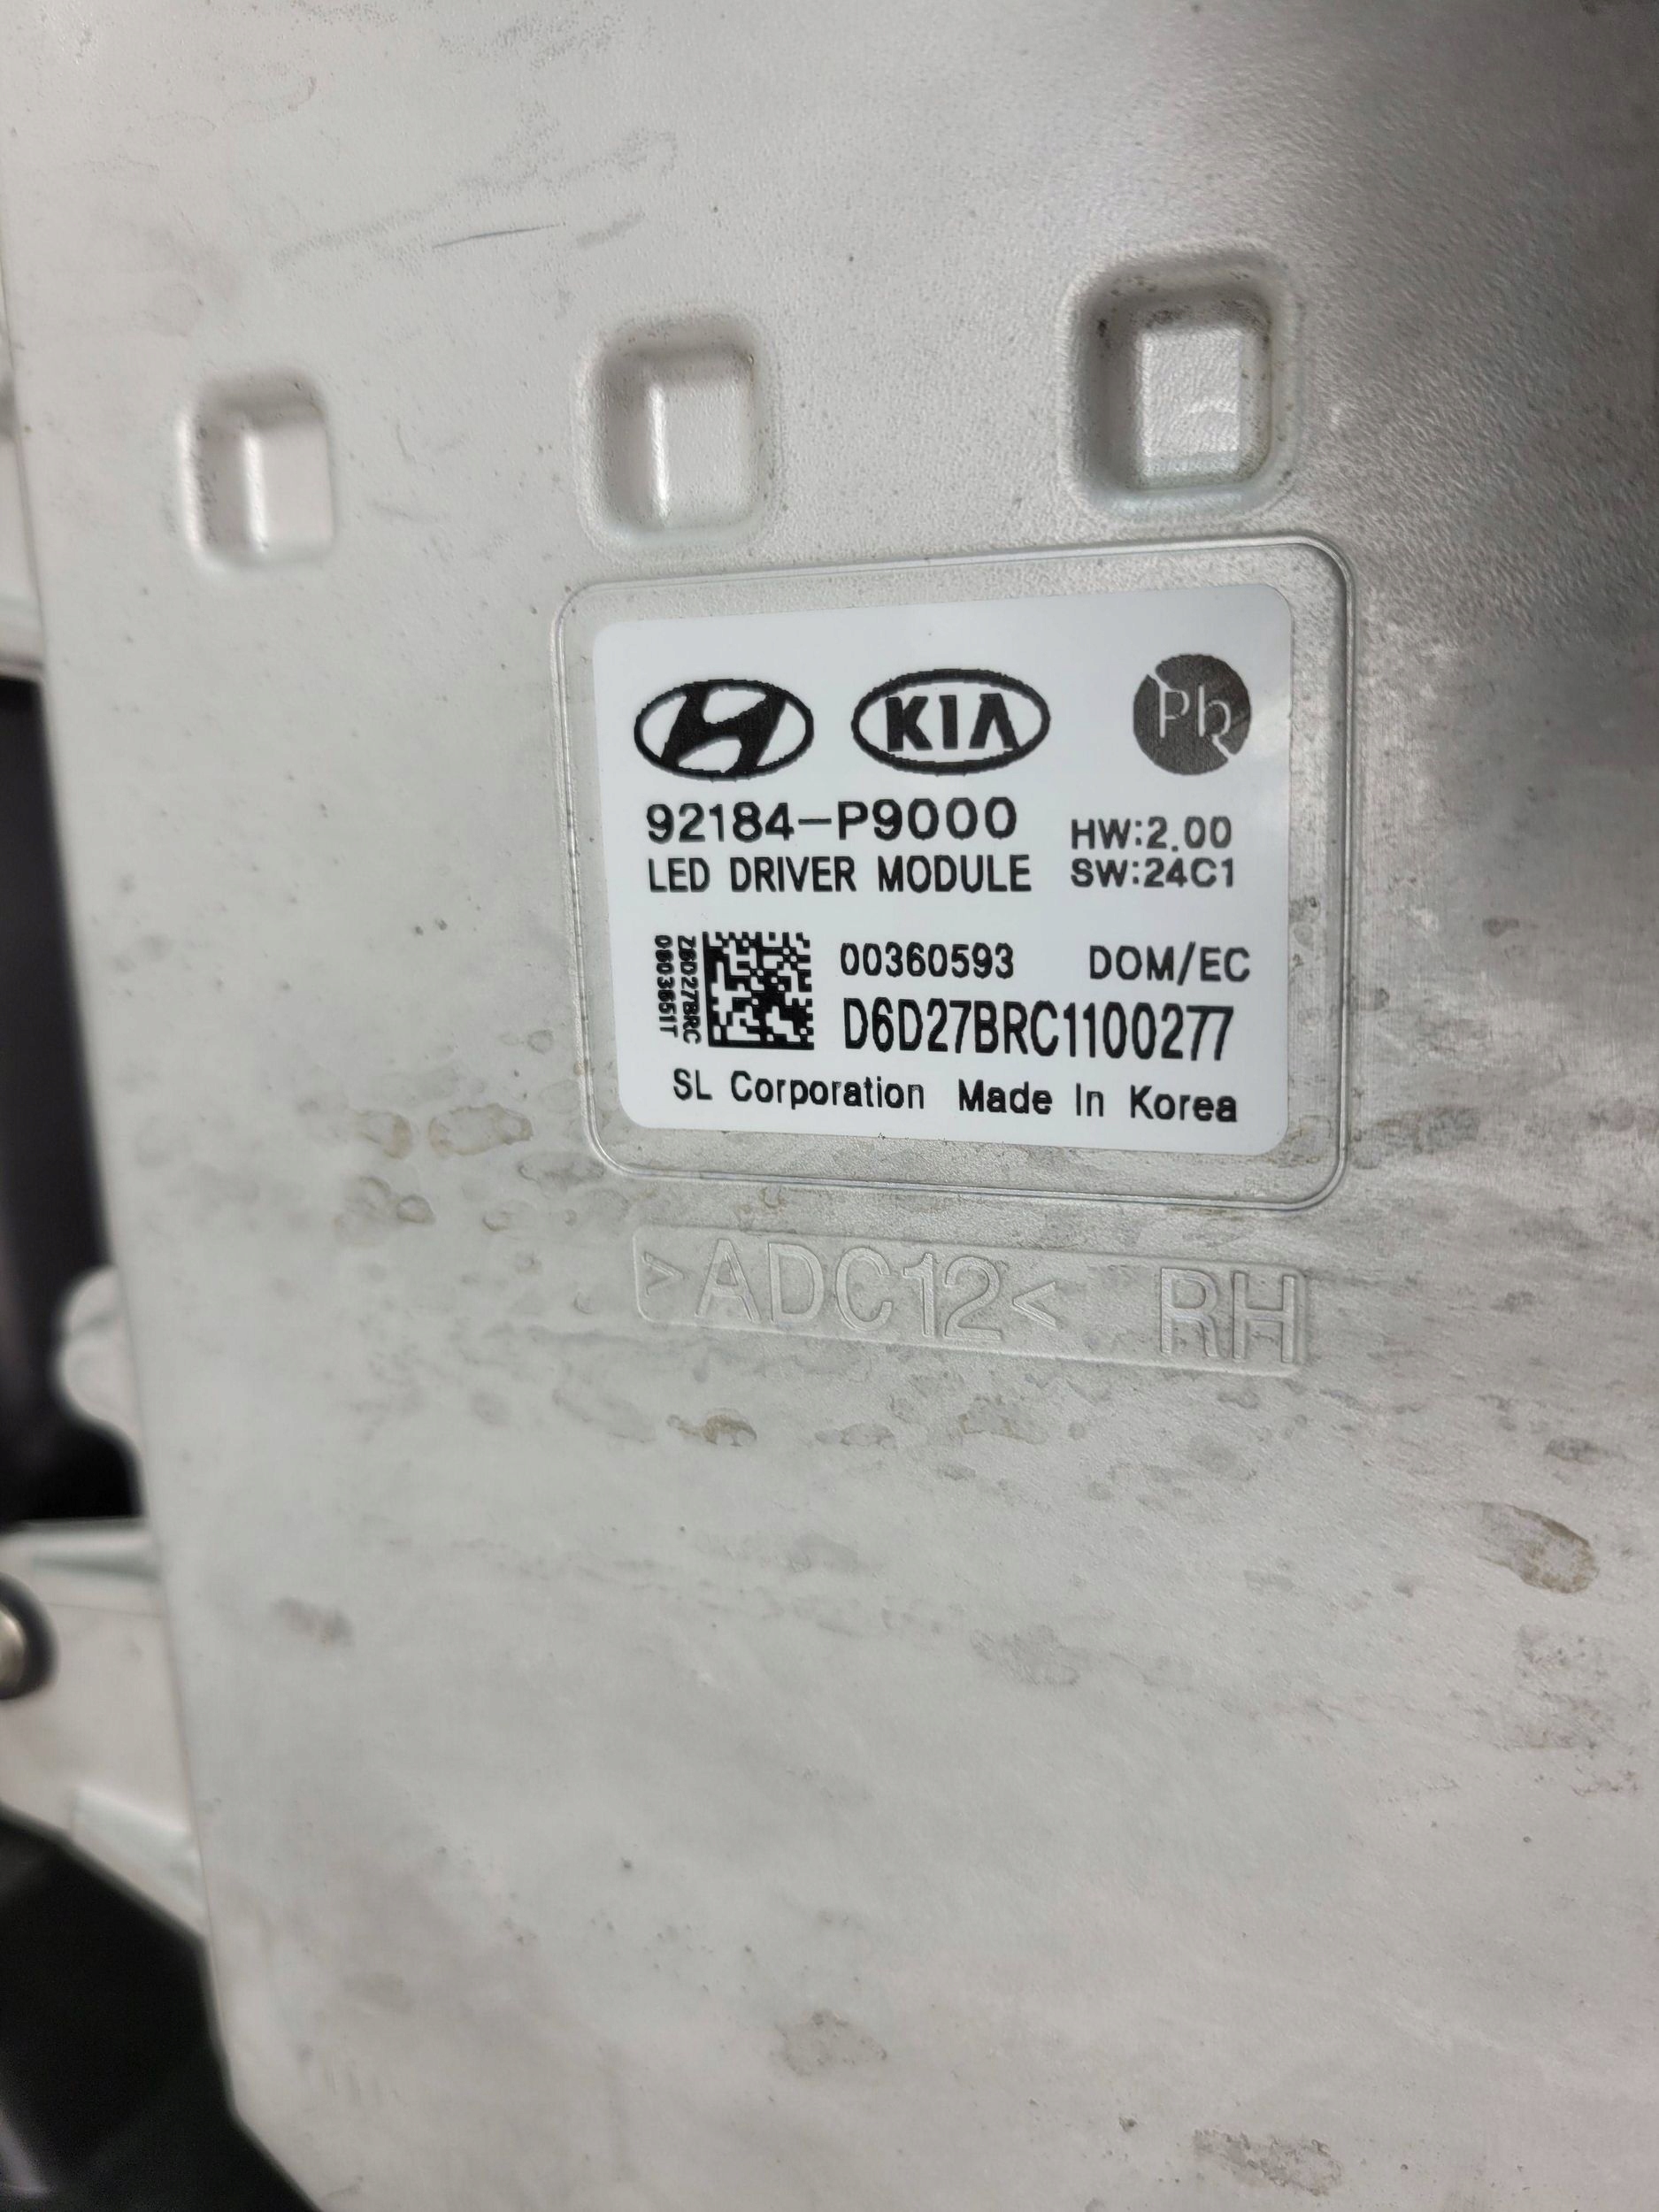 KIA
Pb
92184-P9000
HW:2.00
LED DRIVER MODULE
SW:24C1
00360593 DOM/EC
D6D27BRC1100277
SL Corporation Made In Korea
>ADC12< RH